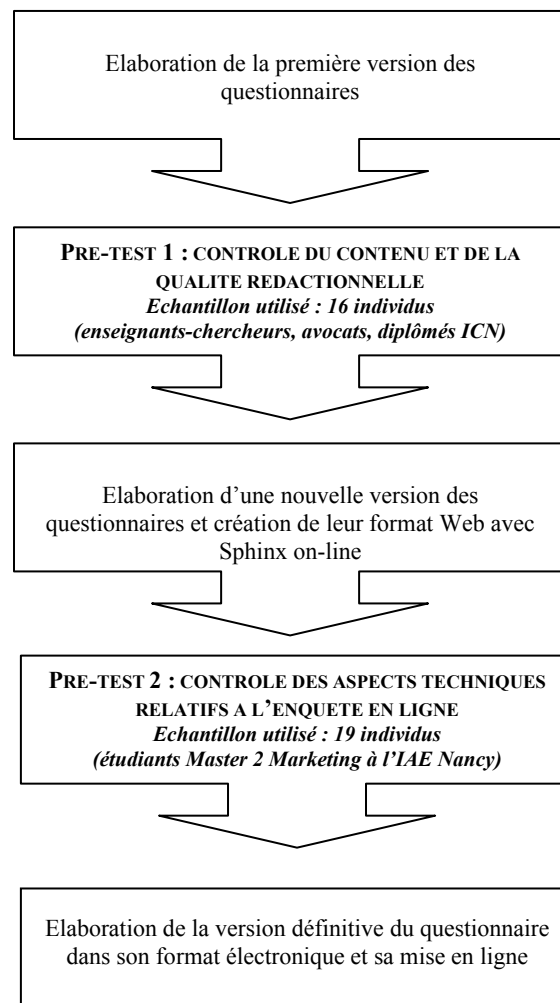 Elaboration de la première version des
questionnaires
PRE-TEST 1 : CONTROLE DU CONTENU ET DE LA
QUALITE REDACTIONNELLE
Echantillon utilisé : 16 individus
(enseignants-chercheurs, avocats, diplômés ICN)
Elaboration d’une nouvelle version des
questionnaires et création de leur format Web avec
Sphinx on-line
PRE-TEST 2 : CONTROLE DES ASPECTS TECHNIQUES
RELATIFS A L’ENQUETE EN LIGNE
Echantillon utilisé : 19 individus
(étudiants Master 2 Marketing à l’IAE Nancy)
Elaboration de la version définitive du questionnaire
dans son format électronique et sa mise en ligne